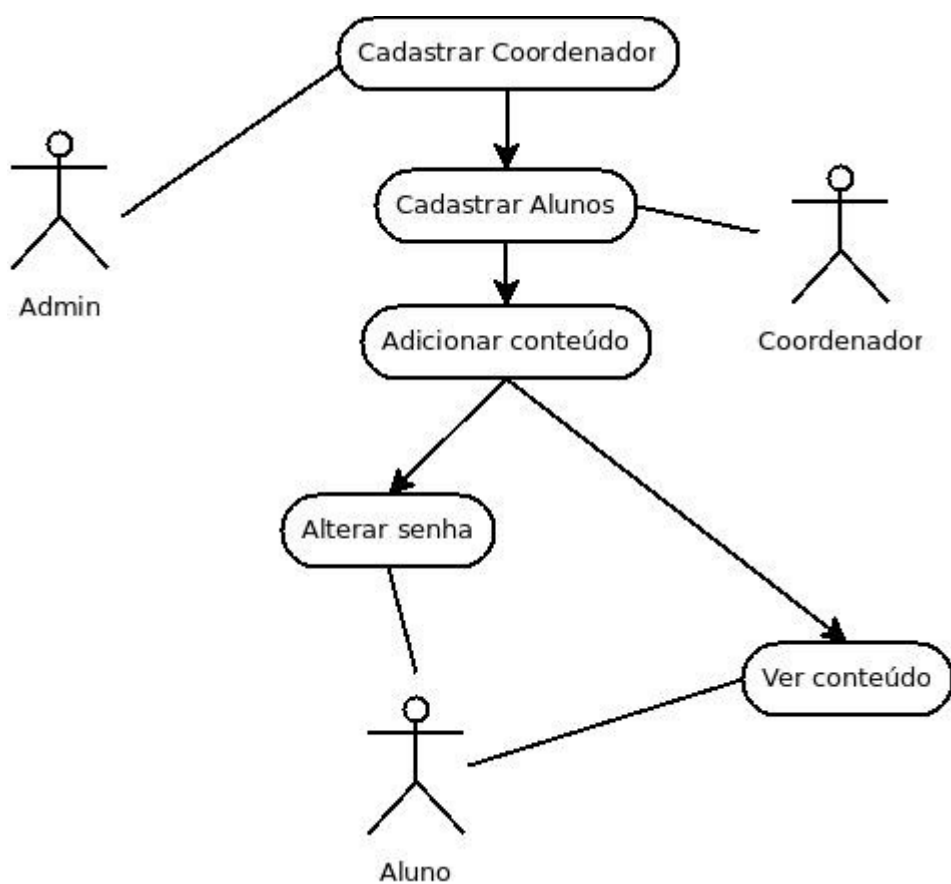 Cadastrar Coordenador
Cadastrar Alunos
Admin
Adicionar conteúdo
Coordenador
Alterar senha
Ver conteúdo
Aluno